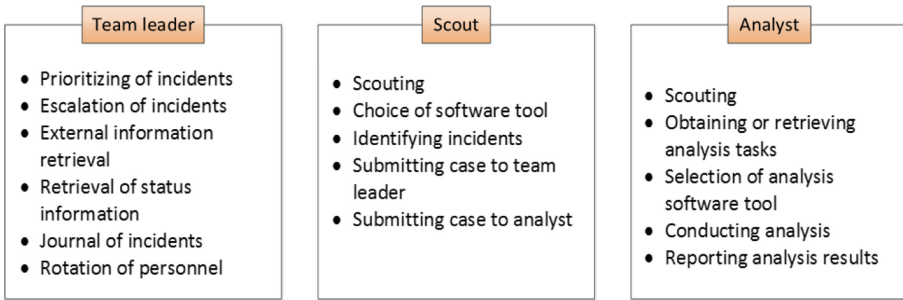 Team leader
• Prioritizing of incidents
• Escalation of incidents
• External information
retrieval
• Retrieval of status
information
• Journal of incidents
• Rotation of personnel
Scout
• Scouting
• Choice of software tool
• Identifying incidents
• Submitting case to team
leader
• Submitting case to analyst
Analyst
• Scouting
• Obtaining or retrieving
analysis tasks
• Selection of analysis
software tool
• Conducting analysis
• Reporting analysis results